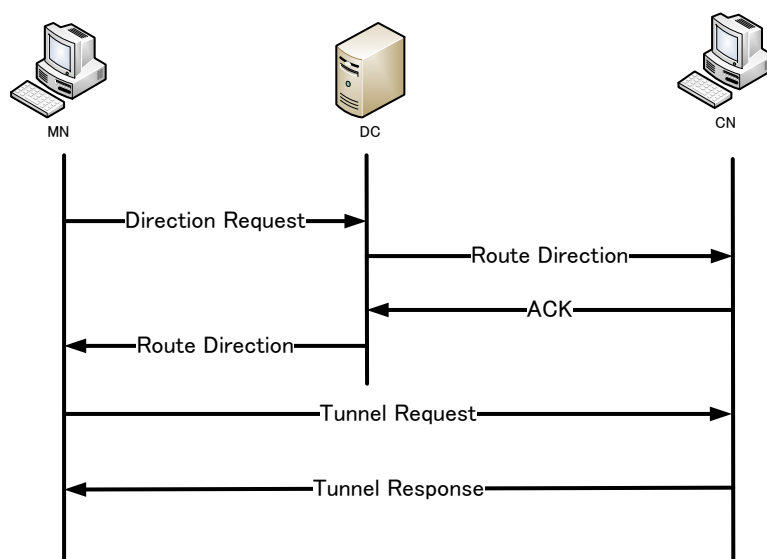 MN
DC
CN
Direction Request
Route Direction
ACK
Route Direction
Tunnel Request
Tunnel Response